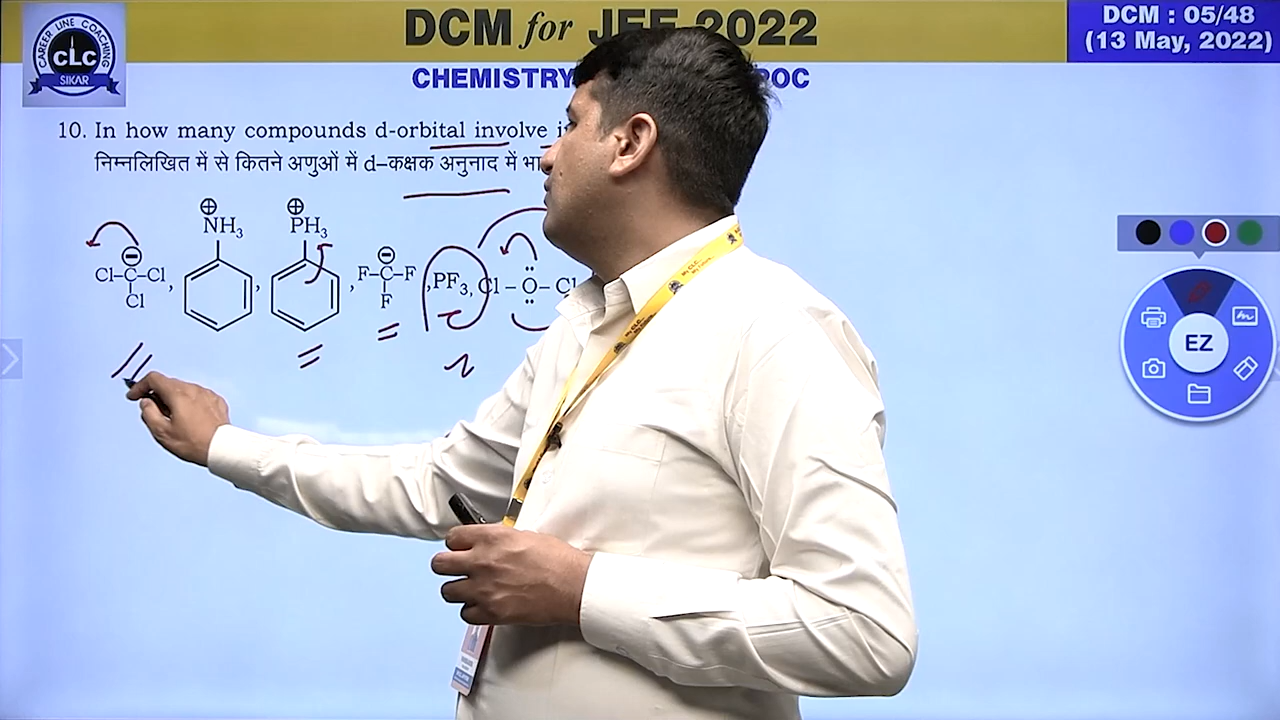 DCM for JEE 2022
DCM : 05/48
(13 May, 2022)
CAREER LINE COACHING
CLC
SIKAR
CHEMISTRY
OC
10. In how many compounds d-orbital involve
निम्नलिखित में से कितने अणुओं में d–कक्षक अनुनाद में
⊕ ⊕
NH₃ PH₃
⊖ ⊖
Cl–C–Cl, , , F–C–F, PF₃, Cl – O – Cl
Cl F
EZ